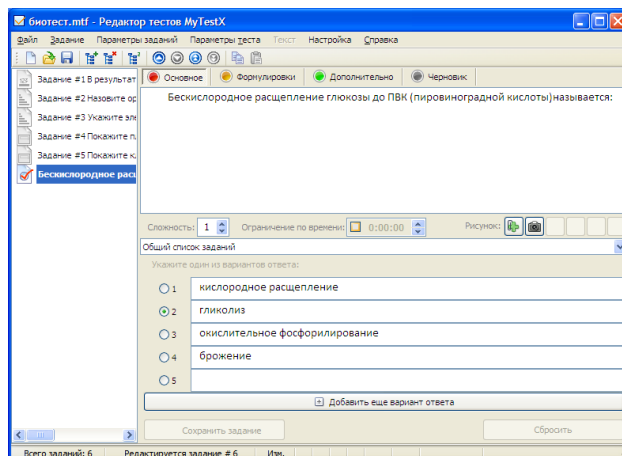 биотест.mtf - Редактор тестов MyTestX
Файл Задание Параметры заданий Параметры теста Текст Настройка Справка
Задание #1 В результат
Задание #2 Назовите ор
Задание #3 Укажите эле
Задание #4 Покажите п
Задание #5 Покажите к
Бескислородное расщ
Основное Формулировки Дополнительно Черновик
Бескислородное расщепление глюкозы до ПВК (пировиноградной кислоты)называется:
Сложность: 1 Ограничение по времени: 0:00:00 Рисунок:
Общий список заданий
Укажите один из вариантов ответа:
1 кислородное расщепление
2 гликолиз
3 окислительное фосфорилирование
4 брожение
5
Добавить еще вариант ответа
Сохранить задание Сбросить
Всего заданий: 6 Редактируется задание # 6 Изм.